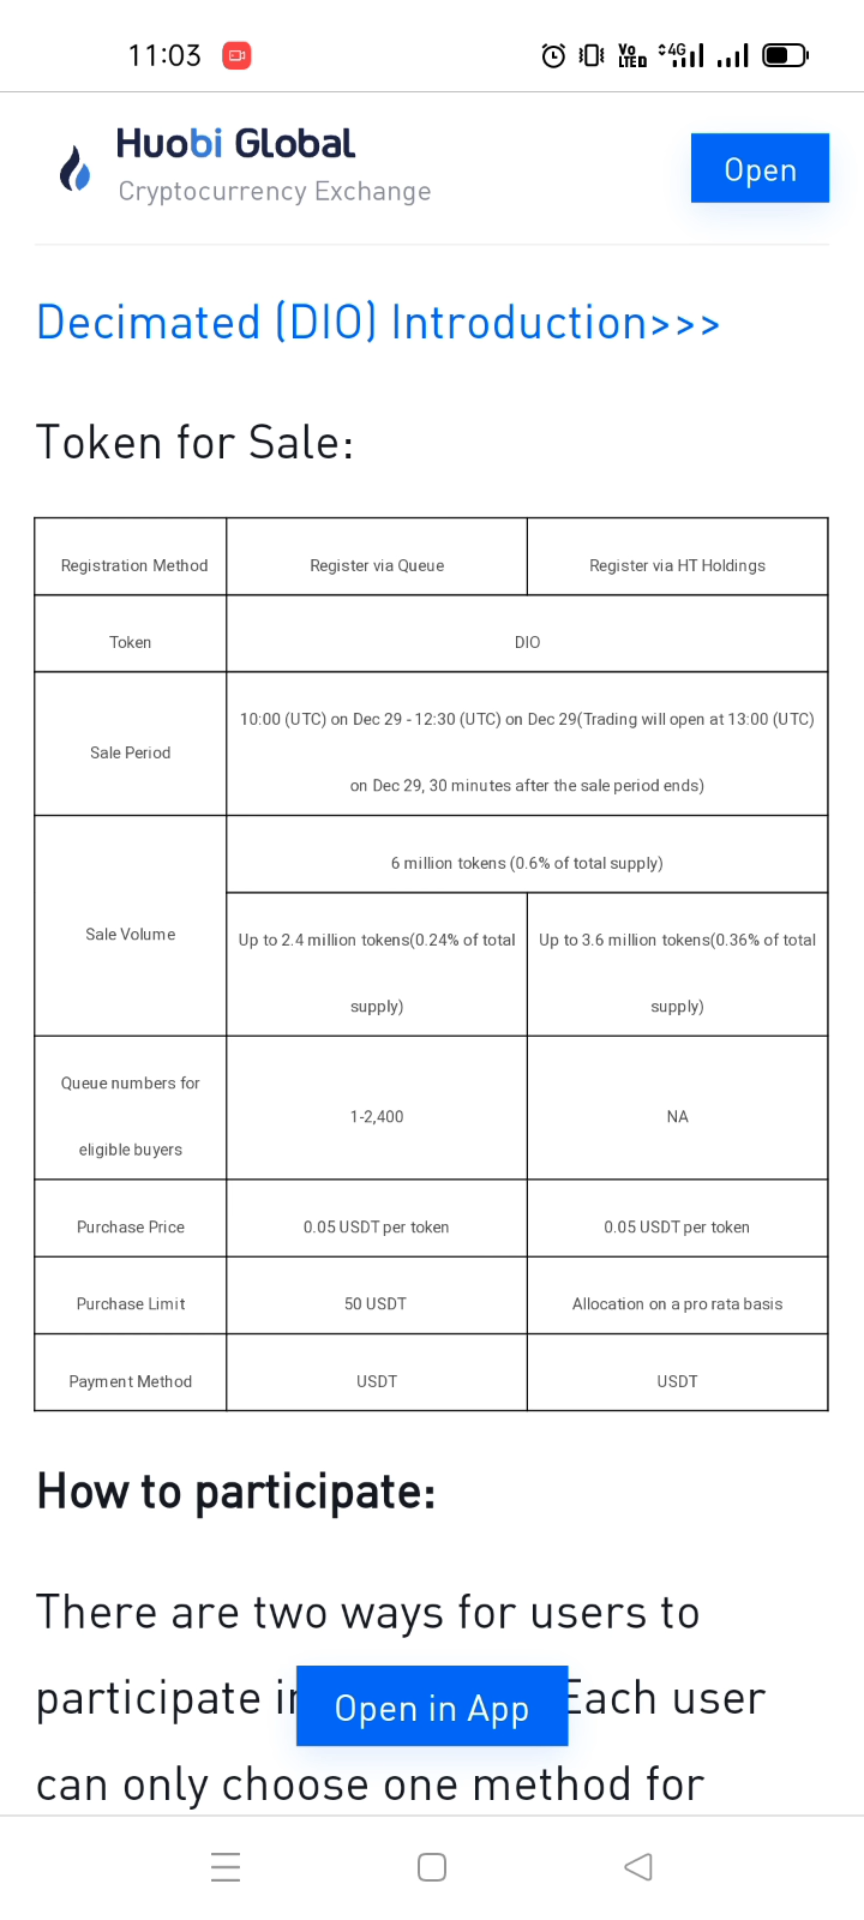 11:03
Vo
LTE
4G
Huobi Global
Cryptocurrency Exchange
Open
Decimated (DIO) Introduction>>>
Token for Sale:
Registration Method
Register via Queue
Register via HT Holdings
Token
DIO
Sale Period
10:00 (UTC) on Dec 29 - 12:30 (UTC) on Dec 29(Trading will open at 13:00 (UTC)
on Dec 29, 30 minutes after the sale period ends)
Sale Volume
6 million tokens (0.6% of total supply)
Up to 2.4 million tokens(0.24% of total
supply)
Up to 3.6 million tokens(0.36% of total
supply)
Queue numbers for
eligible buyers
1-2,400
NA
Purchase Price
0.05 USDT per token
0.05 USDT per token
Purchase Limit
50 USDT
Allocation on a pro rata basis
Payment Method
USDT
USDT
How to participate:
There are two ways for users to
participate Each user
Open in App
can only choose one method for